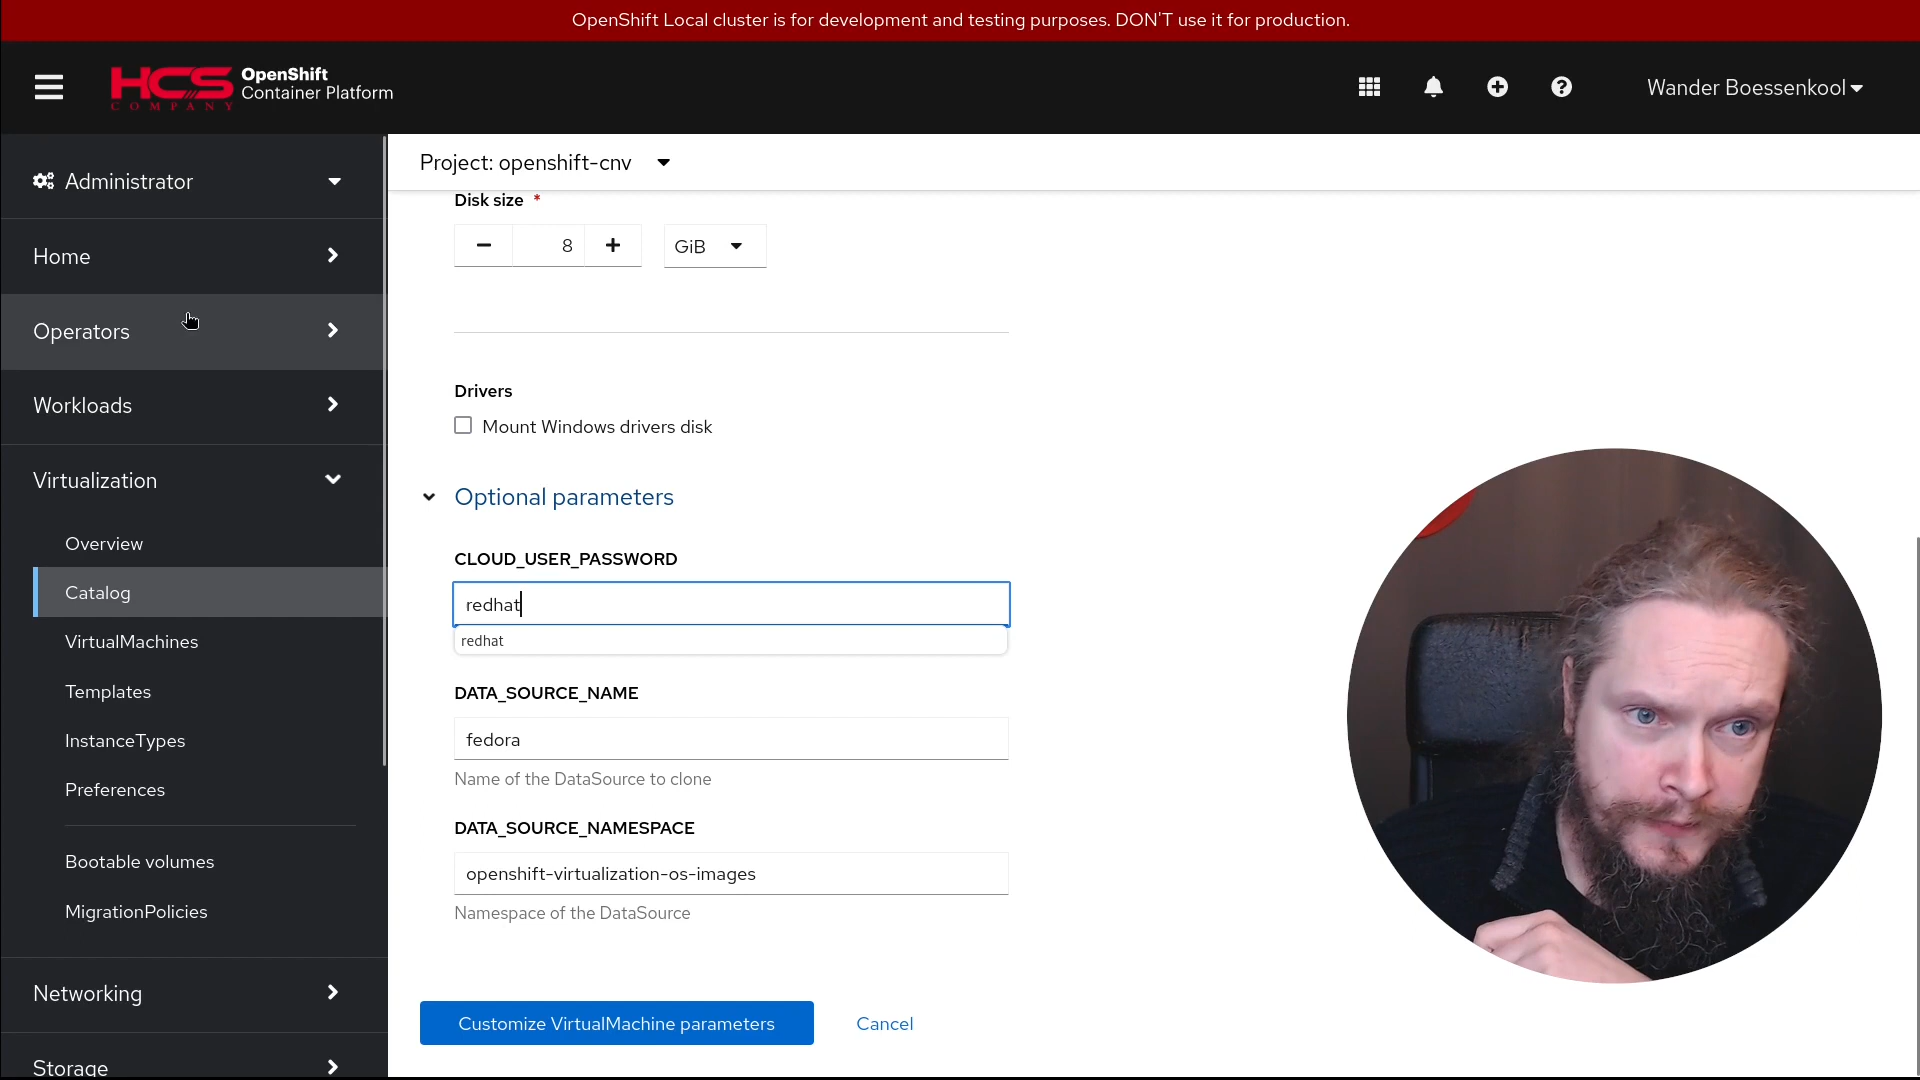 OpenShift Local cluster is for development and testing purposes. DON'T use it for production.
HCS
COMPANY
OpenShift
Container Platform
Wander Boessenkool
Administrator
Home
Operators
Workloads
Virtualization
Overview
Catalog
VirtualMachines
Templates
InstanceTypes
Preferences
Bootable volumes
MigrationPolicies
Networking
Storage
Project: openshift-cnv
Disk size *
8
GiB
Drivers
Mount Windows drivers disk
Optional parameters
CLOUD_USER_PASSWORD
redhat
redhat
DATA_SOURCE_NAME
fedora
Name of the DataSource to clone
DATA_SOURCE_NAMESPACE
openshift-virtualization-os-images
Namespace of the DataSource
Customize VirtualMachine parameters
Cancel